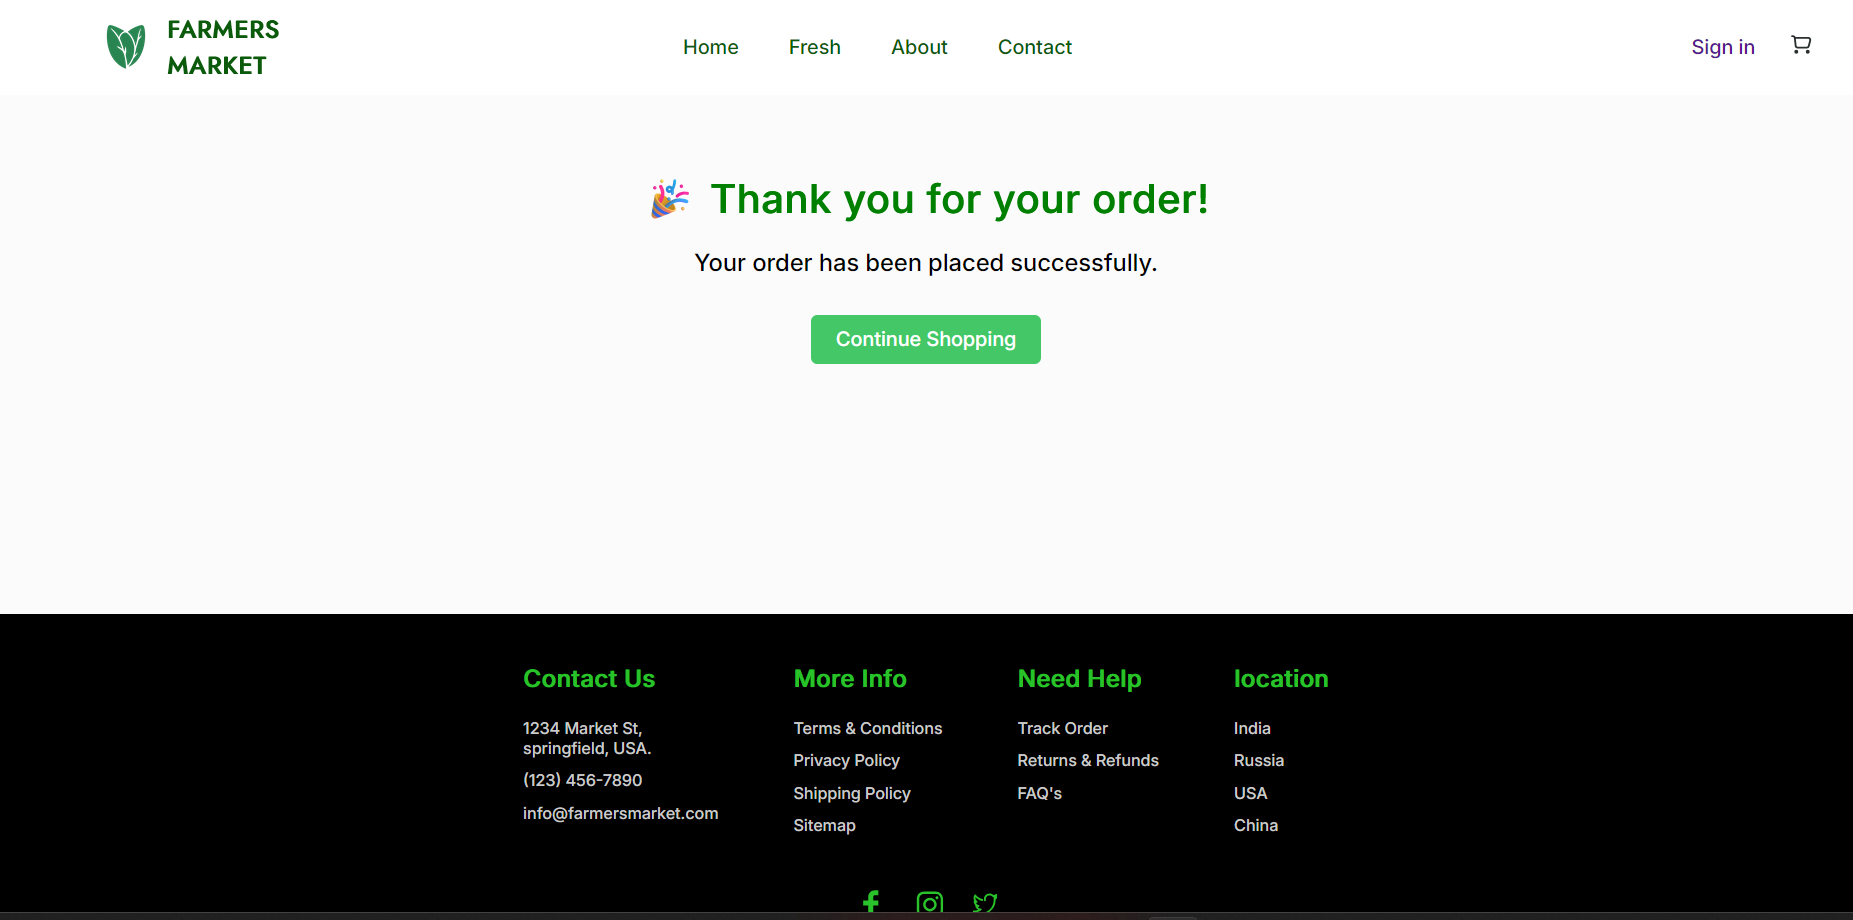 FARMERS
MARKET
Home
Fresh
About
Contact
Sign in
Thank you for your order!
Your order has been placed successfully.
Continue Shopping
Contact Us
1234 Market St,
springfield, USA.
(123) 456-7890
info@farmersmarket.com
More Info
Terms & Conditions
Privacy Policy
Shipping Policy
Sitemap
Need Help
Track Order
Returns & Refunds
FAQ's
location
India
Russia
USA
China